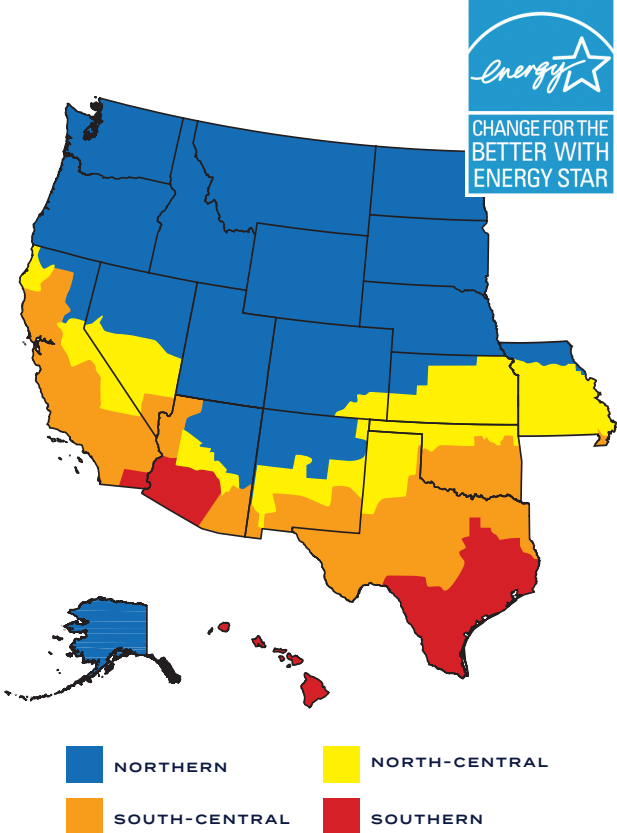 energy
CHANGE FOR THE
BETTER WITH
ENERGY STAR
NORTHERN
NORTH-CENTRAL
SOUTH-CENTRAL
SOUTHERN